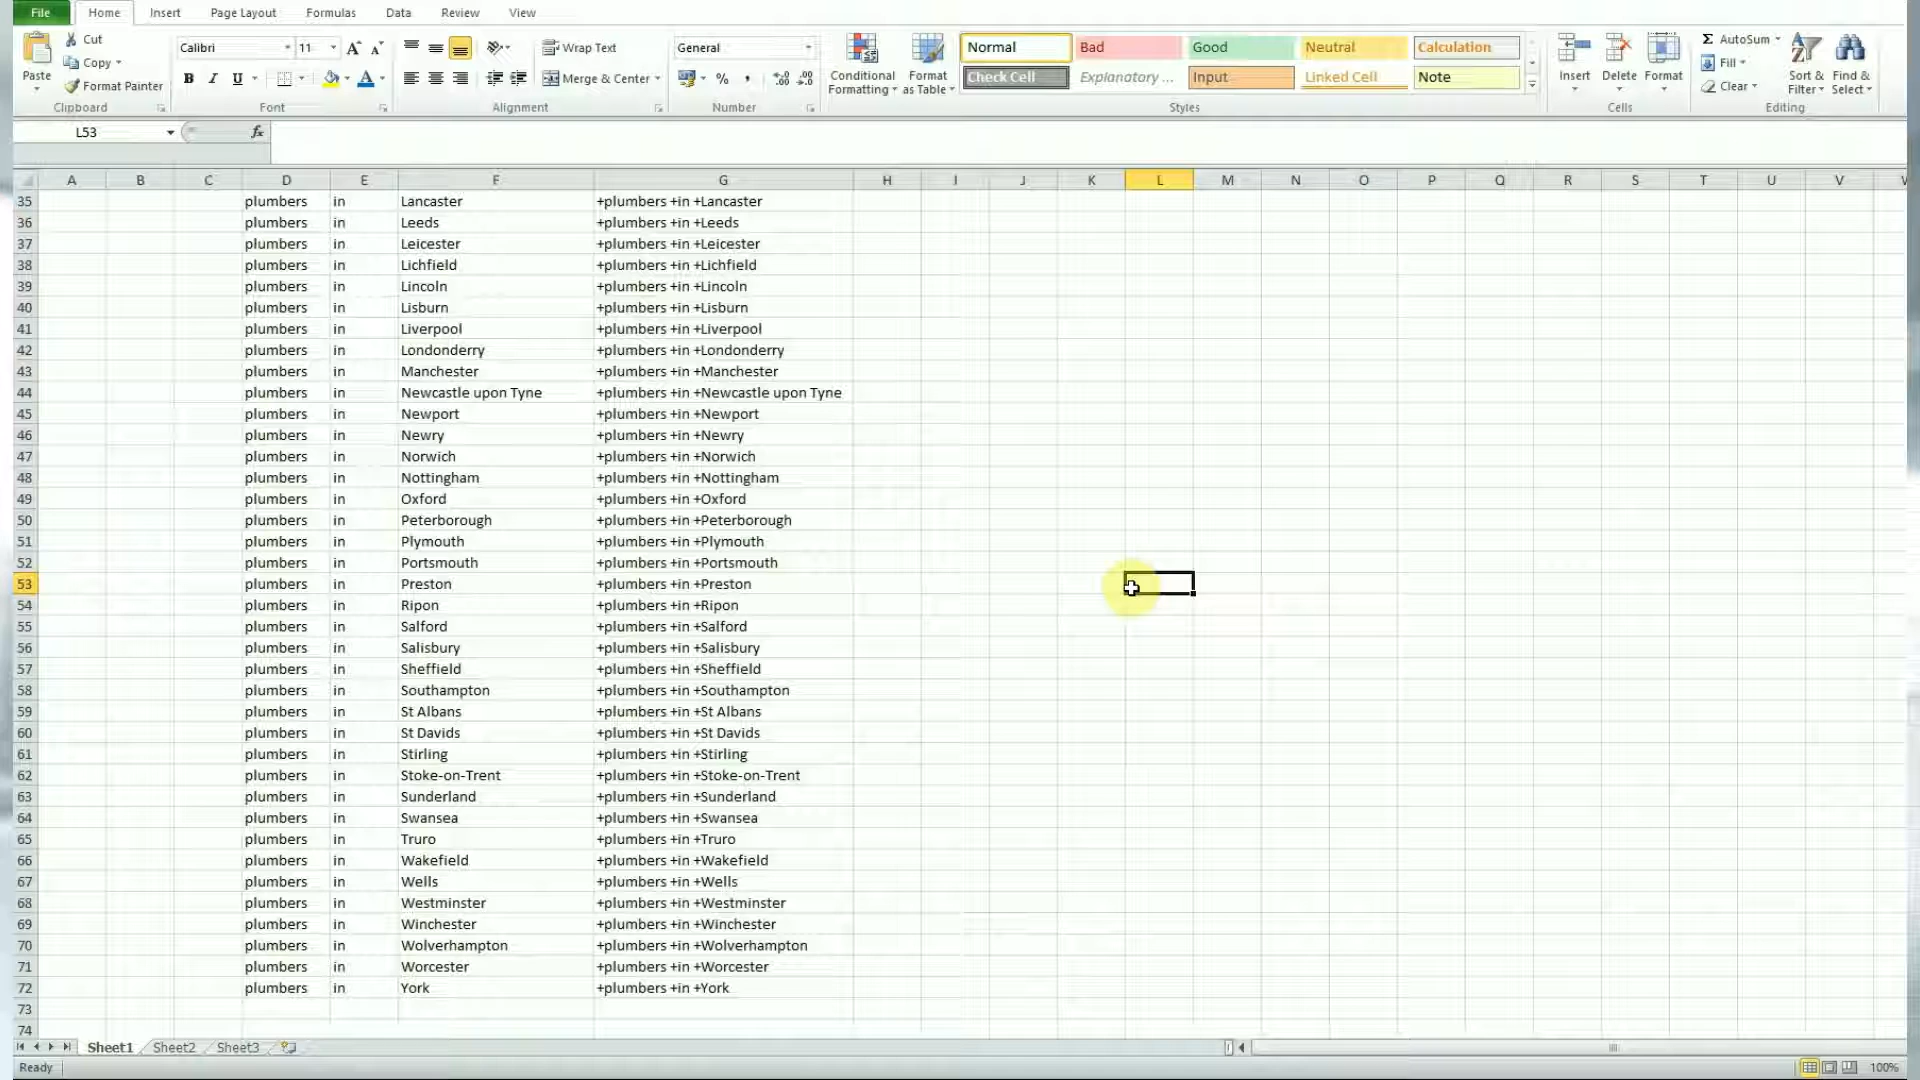 File Home Insert Page Layout Formulas Data Review View
Cut Calibri 11 Wrap Text General Normal Bad Good Neutral Calculation Σ AutoSum
Copy Fill
Paste Format Painter B I U Merge & Center % , Conditional Formatting Format as Table Check Cell Explanatory ... Input Linked Cell Note Insert Delete Format Clear Sort & Filter Find & Select
Clipboard Font Alignment Number Styles Cells Editing
L53 fx
A B C D E F G H I J K L M N O P Q R S T U V W
35 plumbers in Lancaster +plumbers +in +Lancaster
36 plumbers in Leeds +plumbers +in +Leeds
37 plumbers in Leicester +plumbers +in +Leicester
38 plumbers in Lichfield +plumbers +in +Lichfield
39 plumbers in Lincoln +plumbers +in +Lincoln
40 plumbers in Lisburn +plumbers +in +Lisburn
41 plumbers in Liverpool +plumbers +in +Liverpool
42 plumbers in Londonderry +plumbers +in +Londonderry
43 plumbers in Manchester +plumbers +in +Manchester
44 plumbers in Newcastle upon Tyne +plumbers +in +Newcastle upon Tyne
45 plumbers in Newport +plumbers +in +Newport
46 plumbers in Newry +plumbers +in +Newry
47 plumbers in Norwich +plumbers +in +Norwich
48 plumbers in Nottingham +plumbers +in +Nottingham
49 plumbers in Oxford +plumbers +in +Oxford
50 plumbers in Peterborough +plumbers +in +Peterborough
51 plumbers in Plymouth +plumbers +in +Plymouth
52 plumbers in Portsmouth +plumbers +in +Portsmouth
53 plumbers in Preston +plumbers +in +Preston
54 plumbers in Ripon +plumbers +in +Ripon
55 plumbers in Salford +plumbers +in +Salford
56 plumbers in Salisbury +plumbers +in +Salisbury
57 plumbers in Sheffield +plumbers +in +Sheffield
58 plumbers in Southampton +plumbers +in +Southampton
59 plumbers in St Albans +plumbers +in +St Albans
60 plumbers in St Davids +plumbers +in +St Davids
61 plumbers in Stirling +plumbers +in +Stirling
62 plumbers in Stoke-on-Trent +plumbers +in +Stoke-on-Trent
63 plumbers in Sunderland +plumbers +in +Sunderland
64 plumbers in Swansea +plumbers +in +Swansea
65 plumbers in Truro +plumbers +in +Truro
66 plumbers in Wakefield +plumbers +in +Wakefield
67 plumbers in Wells +plumbers +in +Wells
68 plumbers in Westminster +plumbers +in +Westminster
69 plumbers in Winchester +plumbers +in +Winchester
70 plumbers in Wolverhampton +plumbers +in +Wolverhampton
71 plumbers in Worcester +plumbers +in +Worcester
72 plumbers in York +plumbers +in +York
73
74
Sheet1 Sheet2 Sheet3
Ready 100%